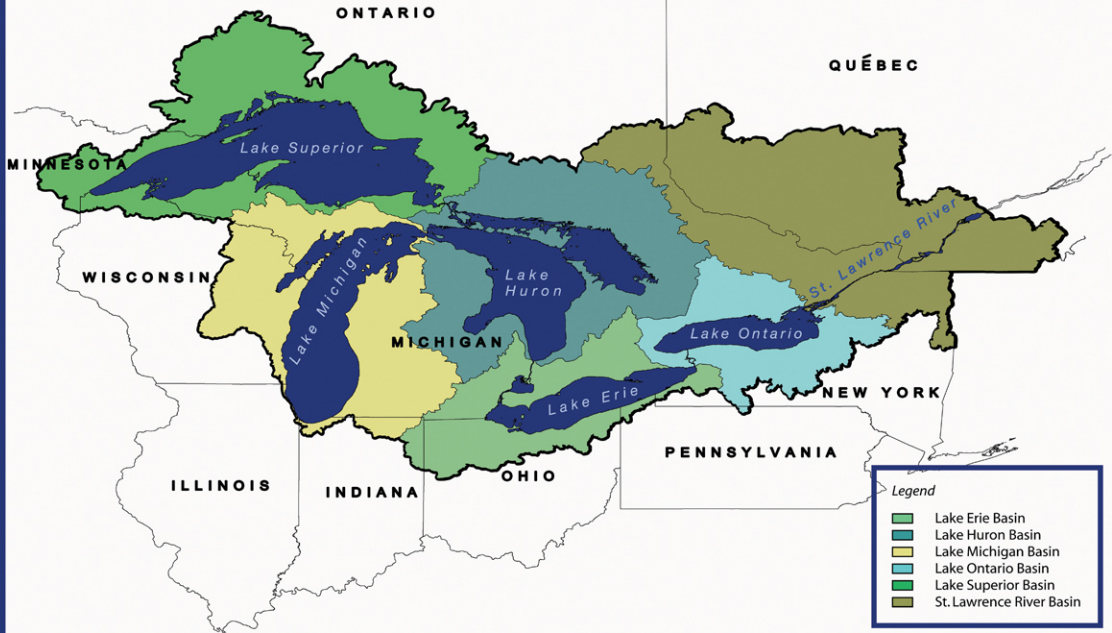 ONTARIO
QUÉBEC
Lake Superior
MINNESOTA
St. Lawrence River
WISCONSIN
Lake Michigan
Lake
Huron
Lake Ontario
MICHIGAN
Lake Erie
NEW YORK
PENNSYLVANIA
OHIO
ILLINOIS
INDIANA
Legend
Lake Erie Basin
Lake Huron Basin
Lake Michigan Basin
Lake Ontario Basin
Lake Superior Basin
St. Lawrence River Basin